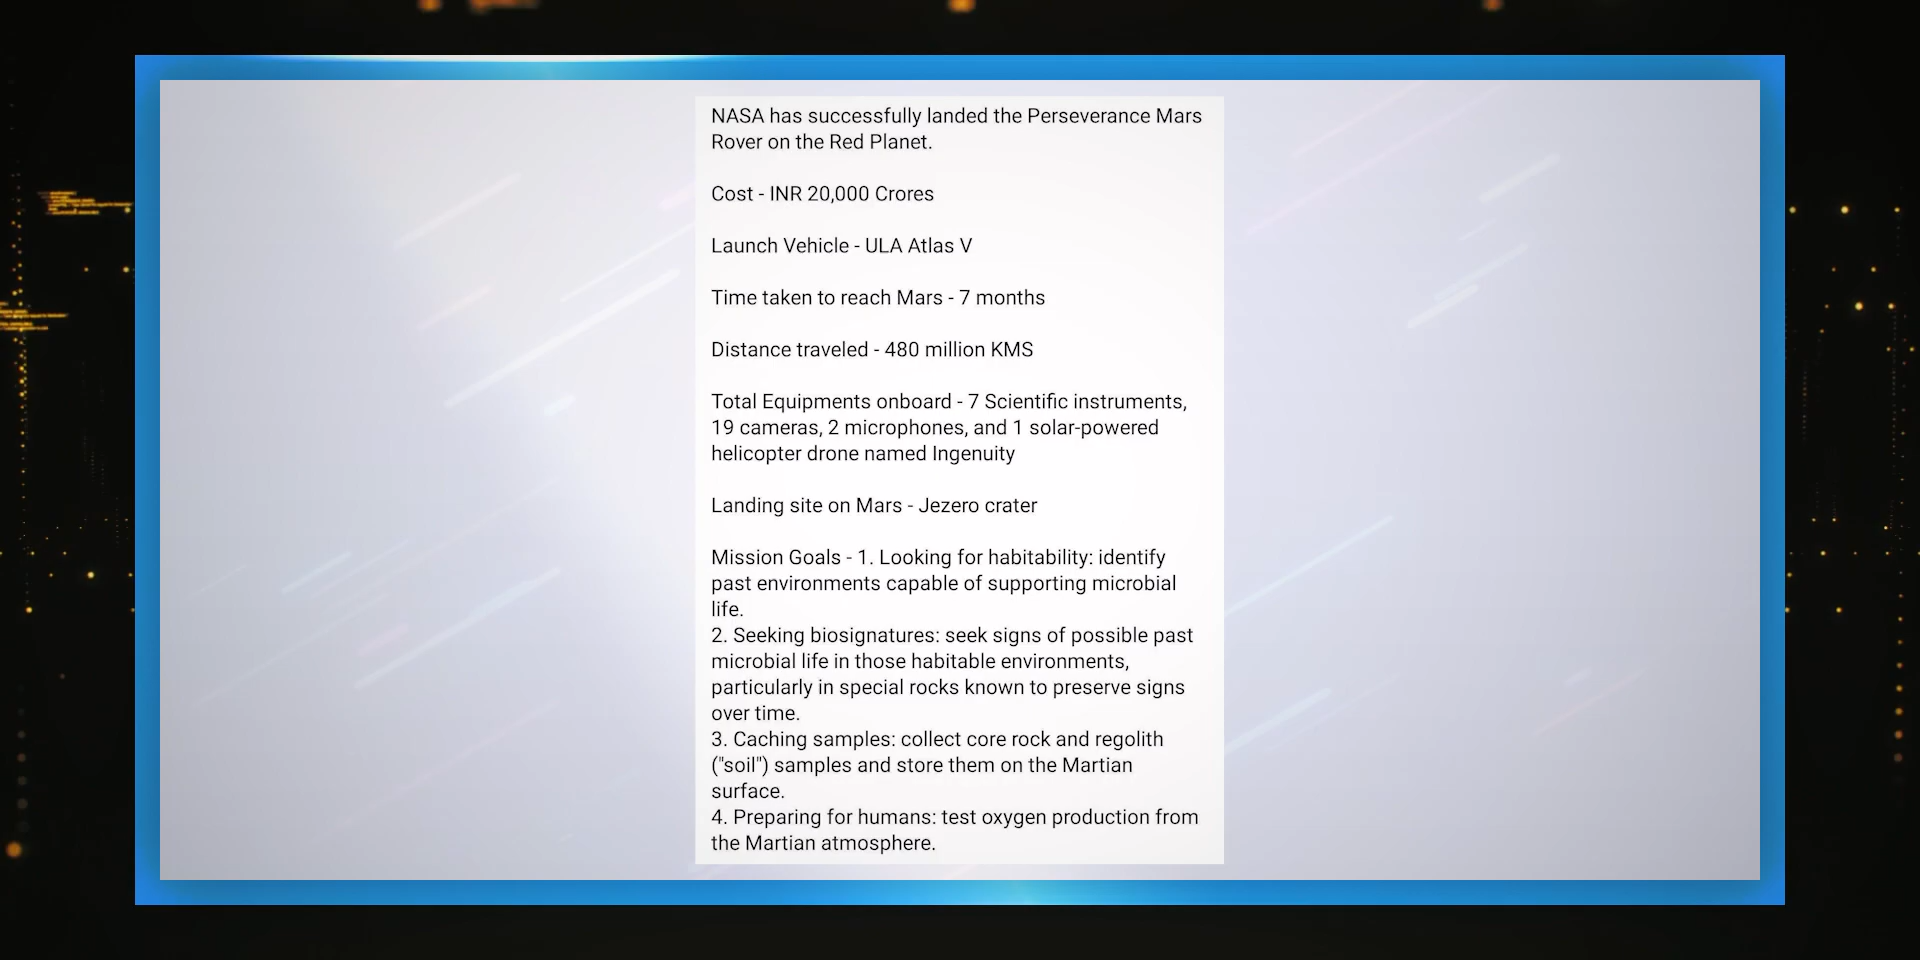 NASA has successfully landed the Perseverance Mars
Rover on the Red Planet.
Cost - INR 20,000 Crores
Launch Vehicle - ULA Atlas V
Time taken to reach Mars - 7 months
Distance traveled - 480 million KMS
Total Equipments onboard - 7 Scientific instruments,
19 cameras, 2 microphones, and 1 solar-powered
helicopter drone named Ingenuity
Landing site on Mars - Jezero crater
Mission Goals - 1. Looking for habitability: identify
past environments capable of supporting microbial
life.
2. Seeking biosignatures: seek signs of possible past
microbial life in those habitable environments,
particularly in special rocks known to preserve signs
over time.
3. Caching samples: collect core rock and regolith
("soil") samples and store them on the Martian
surface.
4. Preparing for humans: test oxygen production from
the Martian atmosphere.